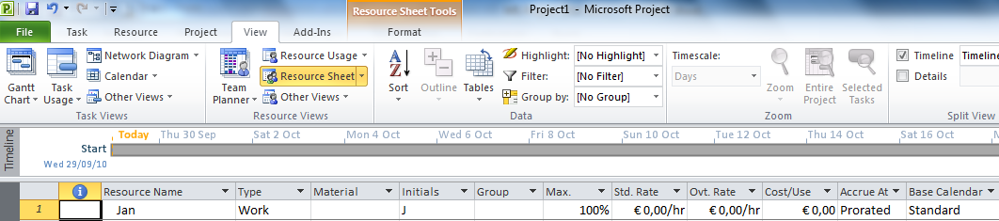 Resource Sheet Tools Project1 - Microsoft Project
File Task Resource Project View Add-Ins Format
Network Diagram Resource Usage Highlight: [No Highlight] Timescale: Timeline Timeline
Calendar Resource Sheet Filter: [No Filter] Days Details
Gantt Chart Task Usage Other Views Team Planner Other Views Sort Outline Tables Group by: [No Group] Zoom Entire Project Selected Tasks
Task Views Resource Views Data Zoom Split View
Timeline
Today Thu 30 Sep Sat 2 Oct Mon 4 Oct Wed 6 Oct Fri 8 Oct Sun 10 Oct Tue 12 Oct Thu 14 Oct Sat 16 Oct M
Start
Wed 29/09/10
Resource Name Type Material Initials Group Max. Std. Rate Ovt. Rate Cost/Use Accrue At Base Calendar
1 Jan Work J 100% € 0,00/hr € 0,00/hr € 0,00 Prorated Standard